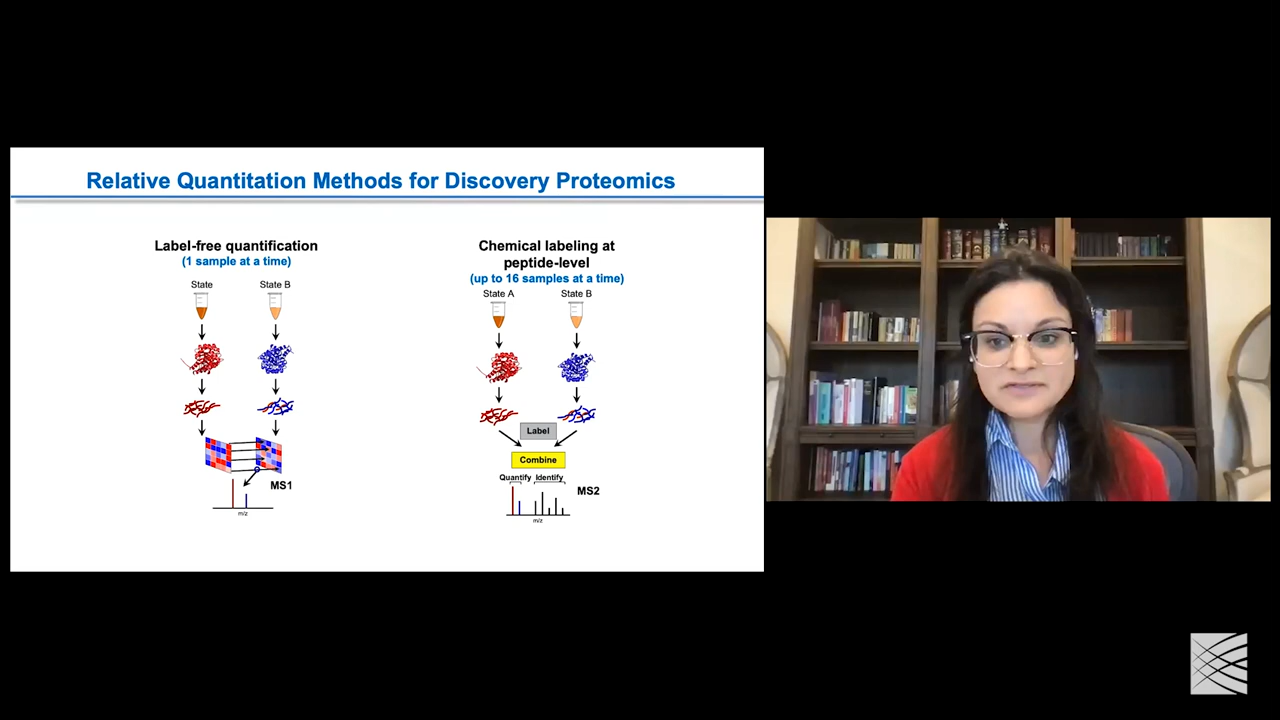 Relative Quantitation Methods for Discovery Proteomics
Label-free quantification
(1 sample at a time)
State
State B
MS1
m/z
Chemical labeling at
peptide-level
(up to 16 samples at a time)
State A
State B
Label
Combine
Quantify
Identify
MS2
m/z